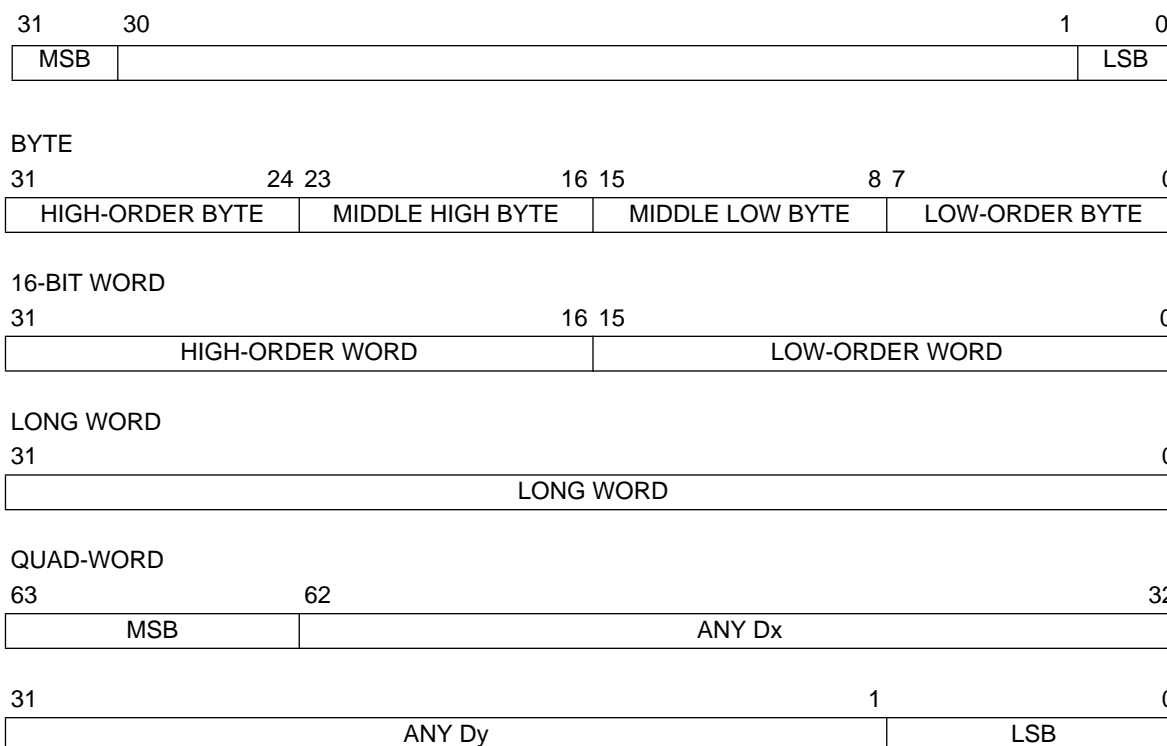 31 30 1 0
MSB LSB
BYTE
31 24 23 16 15 8 7 0
HIGH-ORDER BYTE MIDDLE HIGH BYTE MIDDLE LOW BYTE LOW-ORDER BYTE
16-BIT WORD
31 16 15 0
HIGH-ORDER WORD LOW-ORDER WORD
LONG WORD
31 0
LONG WORD
QUAD-WORD
63 62 32
MSB ANY Dx
31 1 0
ANY Dy LSB